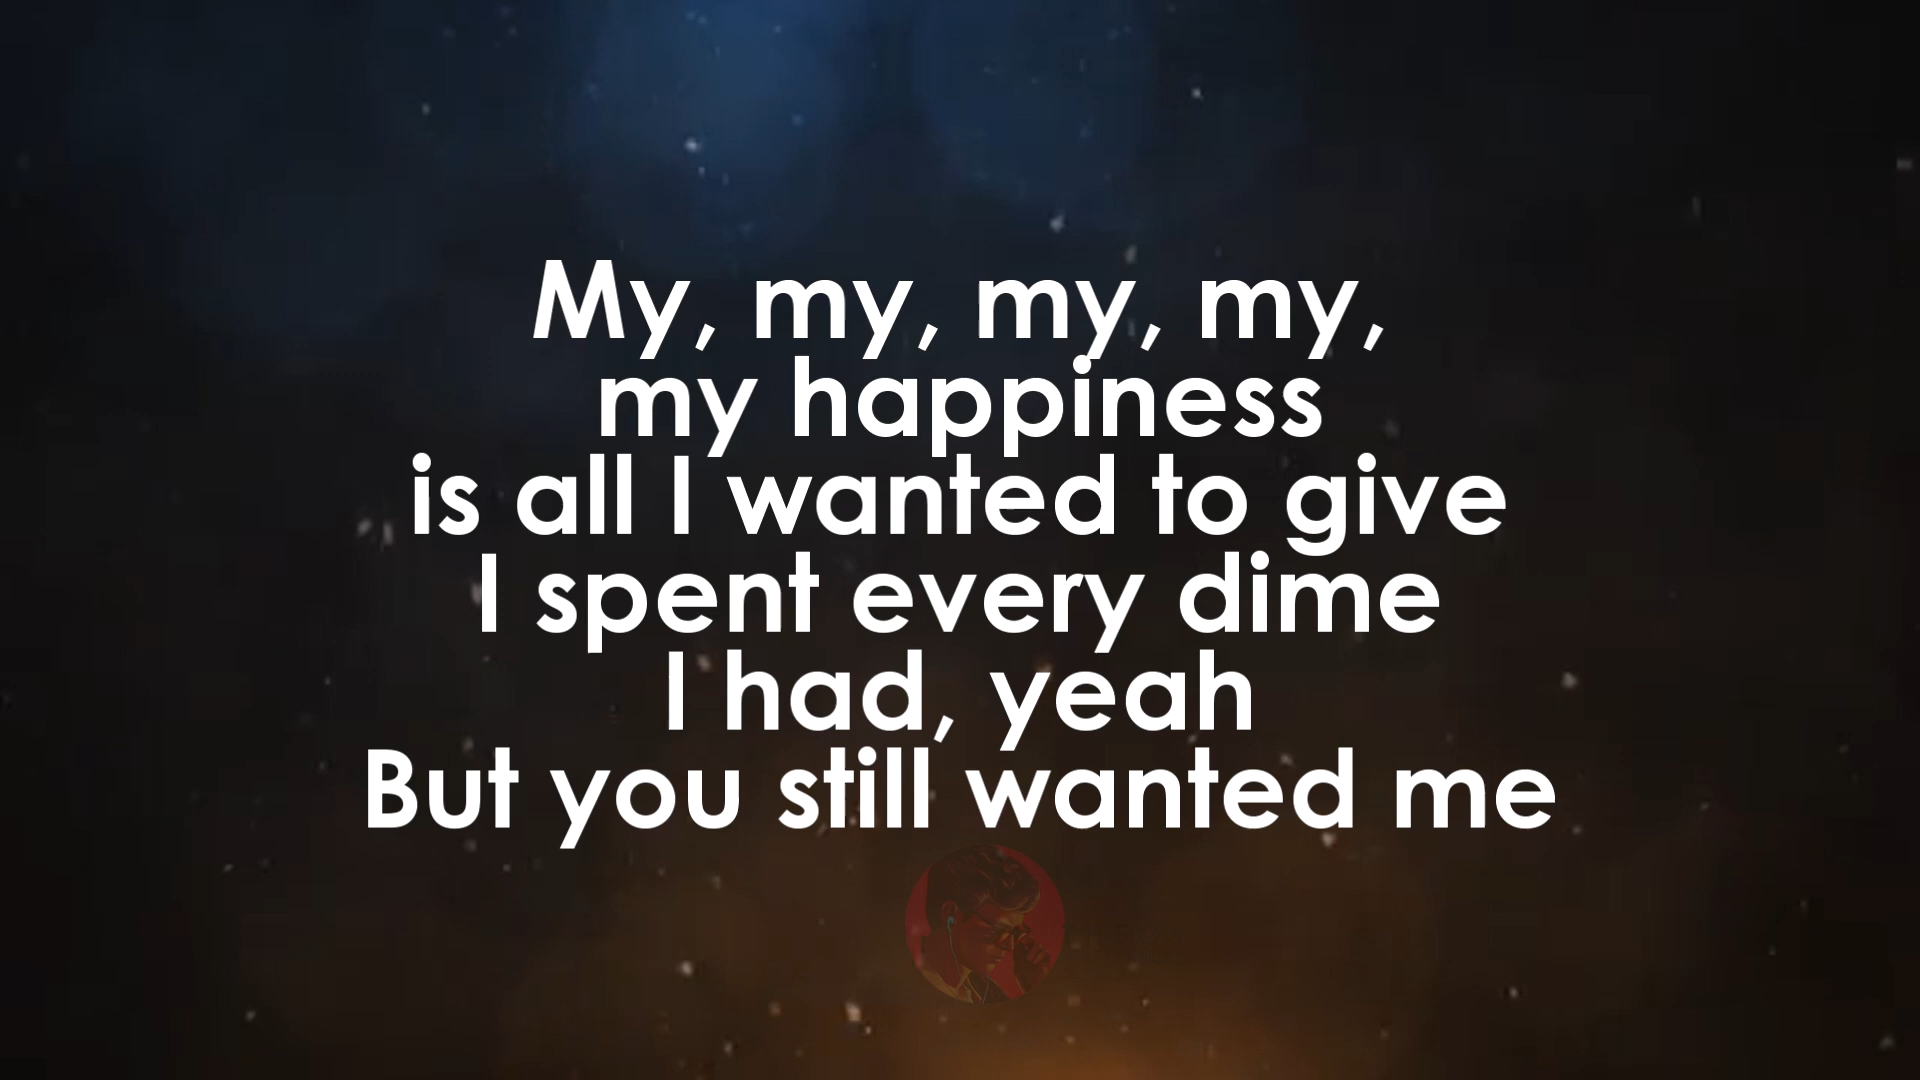 My, my, my, my,
my happiness
is all I wanted to give
I spent every dime
I had, yeah
But you still wanted me